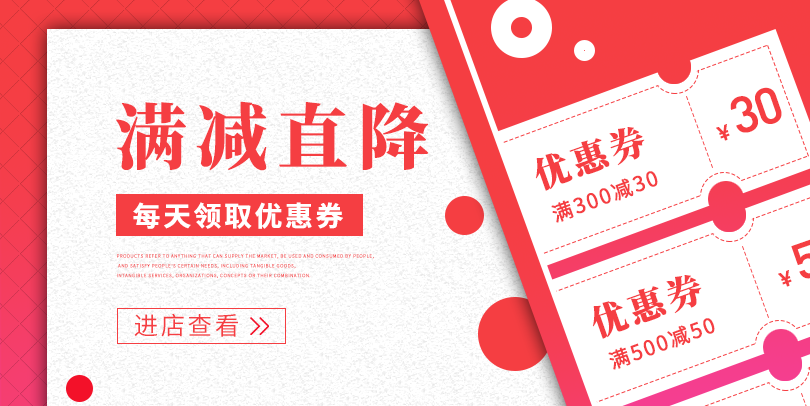 满减直降
每天领取优惠券
PRODUCTS REFER TO ANYTHING THAT CAN SUPPLY THE MARKET, BE USED AND CONSUMED BY PEOPLE,
AND SATISFY PEOPLE'S CERTAIN NEEDS, INCLUDING TANGIBLE GOODS,
INTANGIBLE SERVICES, ORGANIZATIONS, CONCEPTS OR THEIR COMBINATION.
进店查看
优惠券
满300减30
¥30
优惠券
满500减50
¥5